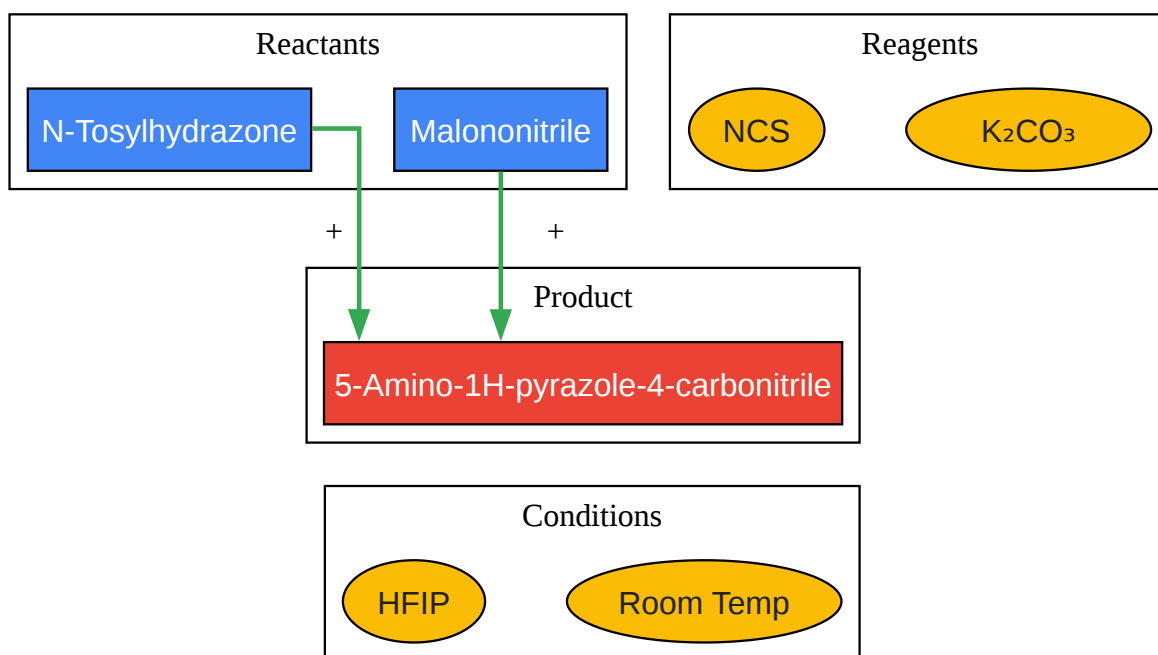 Reactants
N-Tosylhydrazone
Malononitrile
Reagents
NCS
K₂CO₃
+
+
Product
5-Amino-1H-pyrazole-4-carbonitrile
Conditions
HFIP
Room Temp